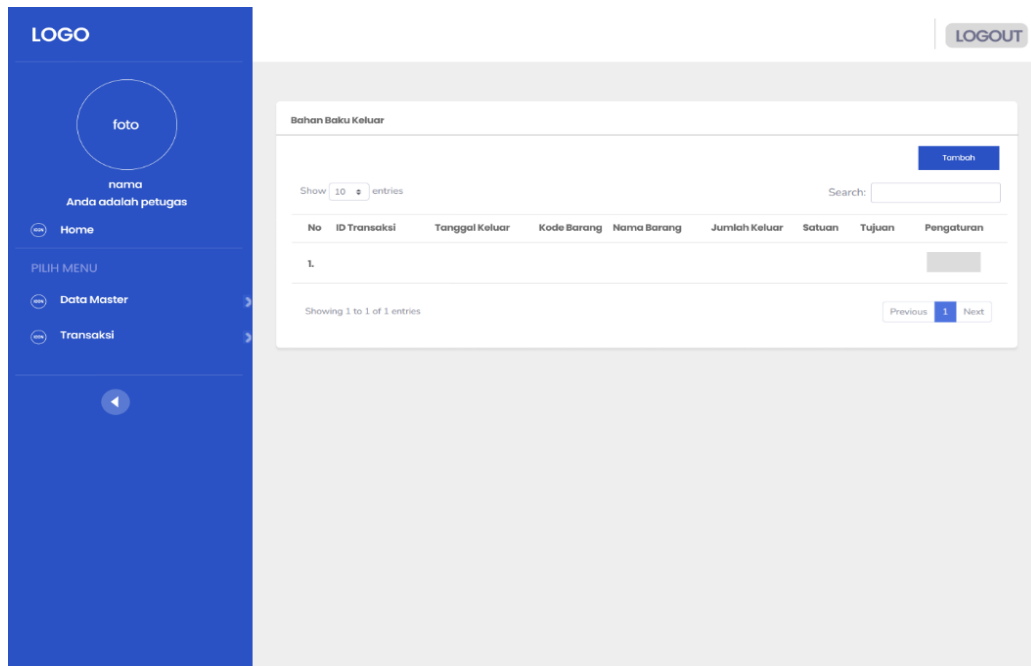 LOGO
LOGOUT
foto
nama
Anda adalah petugas
Home
PILIH MENU
Data Master
Transaksi
Bahan Baku Keluar
Tambah
Show 10 entries
Search:
No ID Transaksi Tanggal Keluar Kode Barang Nama Barang Jumlah Keluar Satuan Tujuan Pengaturan
1.
Showing 1 to 1 of 1 entries
Previous 1 Next